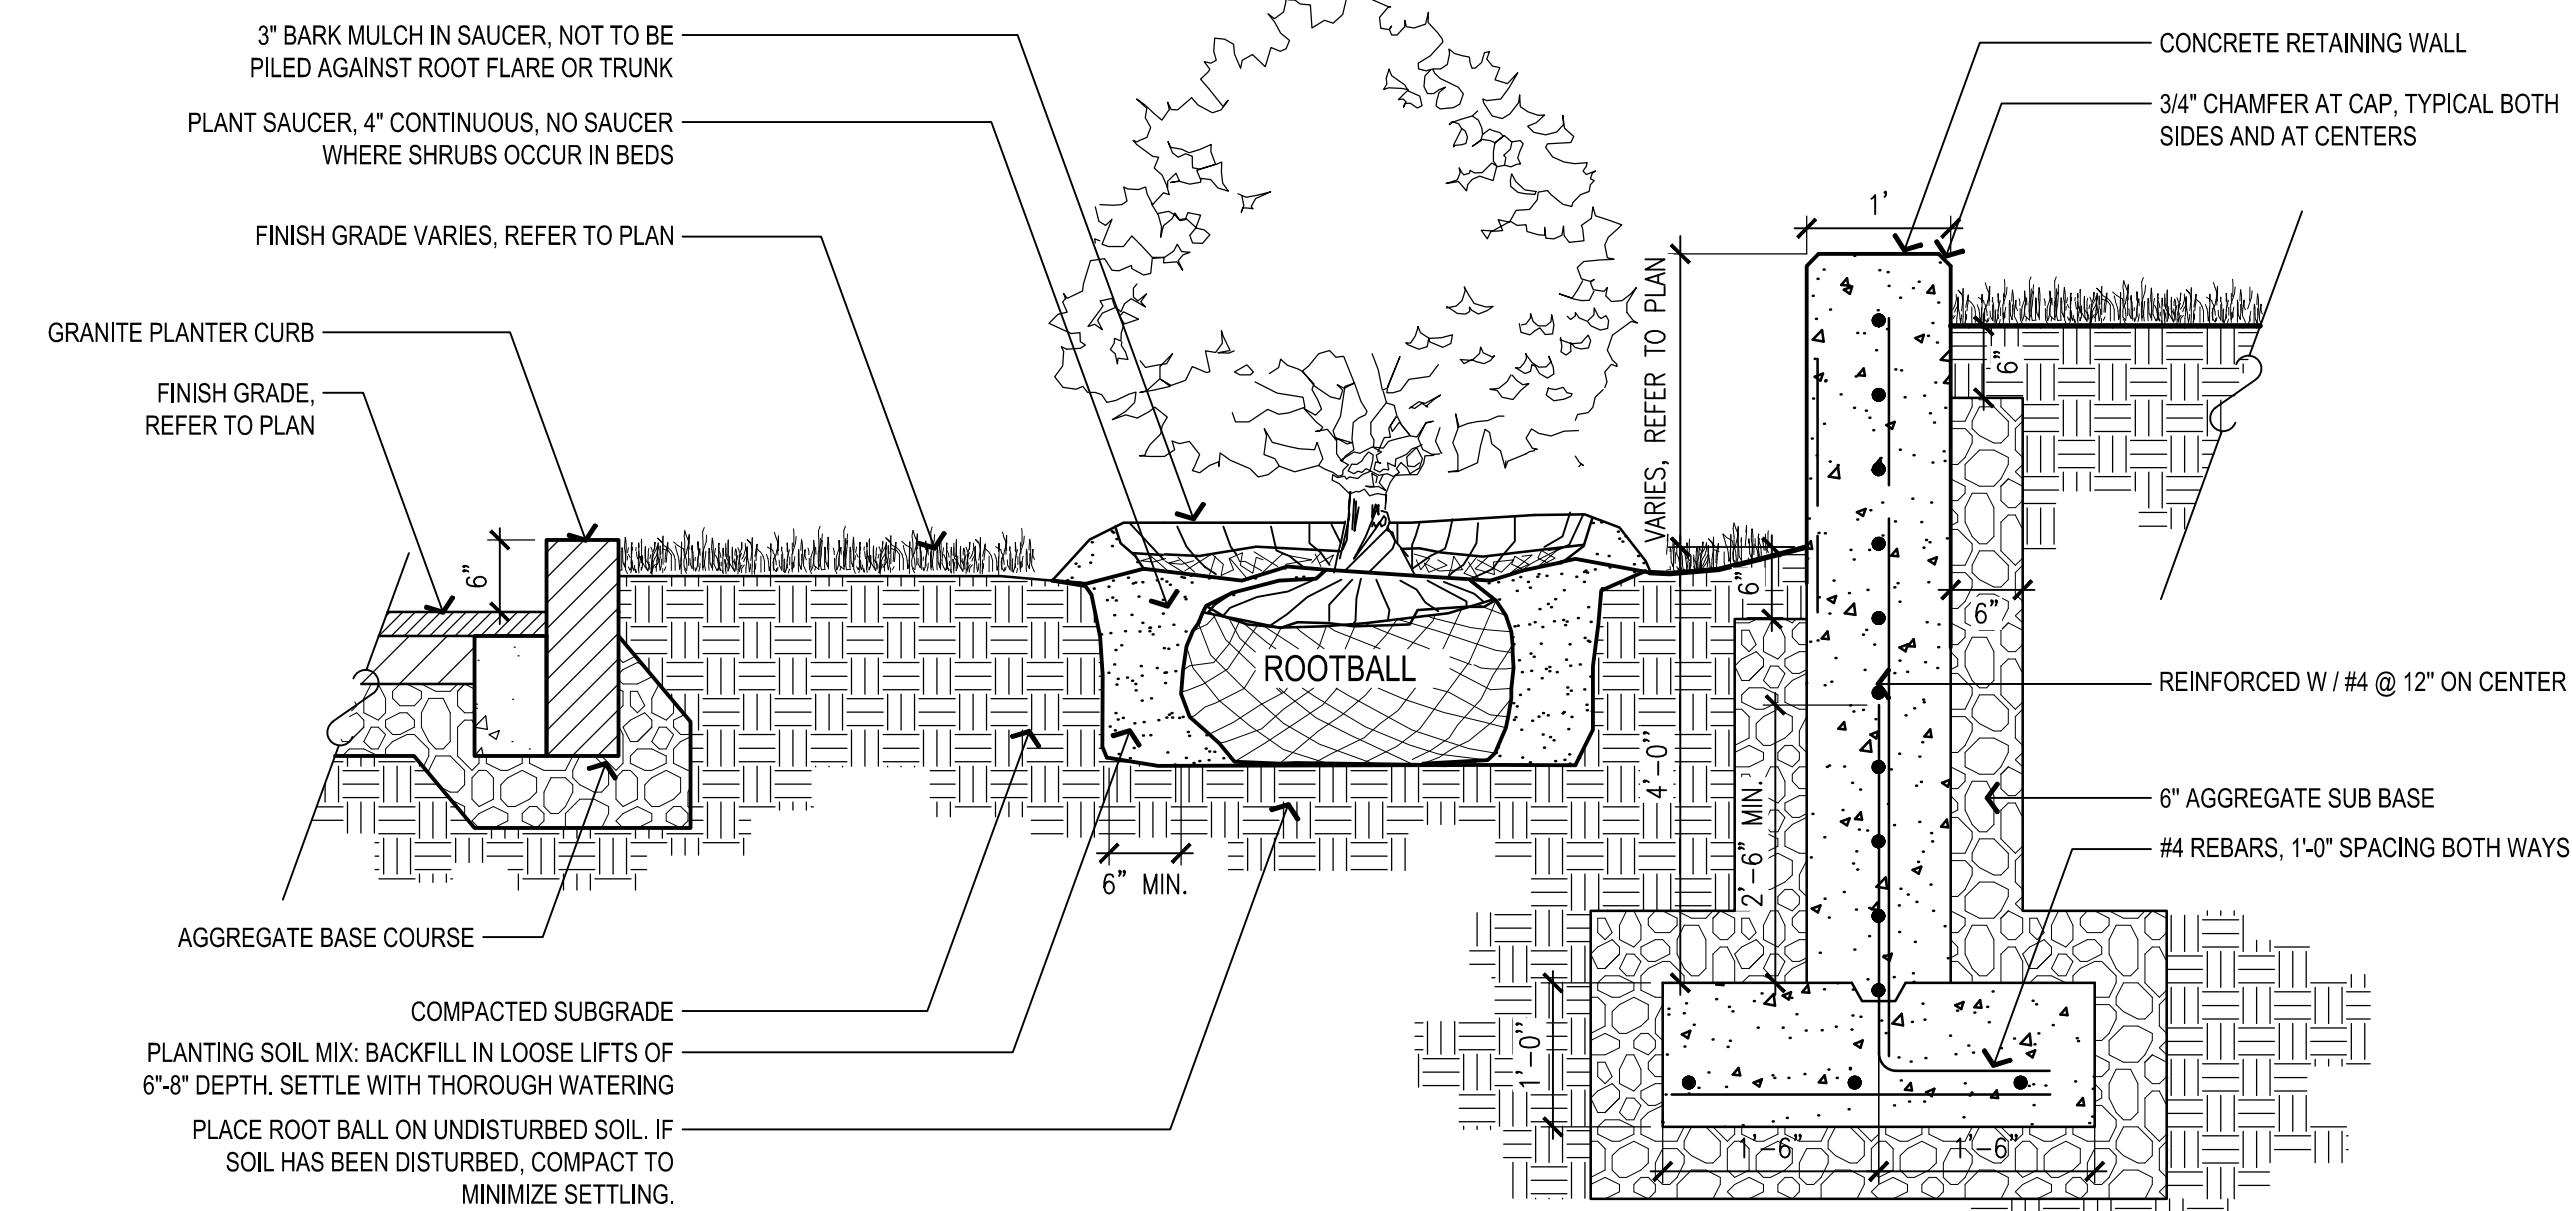 3" BARK MULCH IN SAUCER, NOT TO BE
PILED AGAINST ROOT FLARE OR TRUNK
PLANT SAUCER, 4" CONTINUOUS, NO SAUCER
WHERE SHRUBS OCCUR IN BEDS
FINISH GRADE VARIES, REFER TO PLAN
GRANITE PLANTER CURB
FINISH GRADE,
REFER TO PLAN
6"
AGGREGATE BASE COURSE
COMPACTED SUBGRADE
PLANTING SOIL MIX: BACKFILL IN LOOSE LIFTS OF
6"-8" DEPTH. SETTLE WITH THOROUGH WATERING
PLACE ROOT BALL ON UNDISTURBED SOIL. IF
SOIL HAS BEEN DISTURBED, COMPACT TO
MINIMIZE SETTLING.
ROOTBALL
6" MIN.
VARIES, REFER TO PLAN
1'
6"
6"
6"
4'-0"
2'-6" MIN.
1'-0"
1'-6"
1'-6"
CONCRETE RETAINING WALL
3/4" CHAMFER AT CAP, TYPICAL BOTH
SIDES AND AT CENTERS
REINFORCED W / #4 @ 12" ON CENTER
6" AGGREGATE SUB BASE
#4 REBARS, 1'-0" SPACING BOTH WAYS